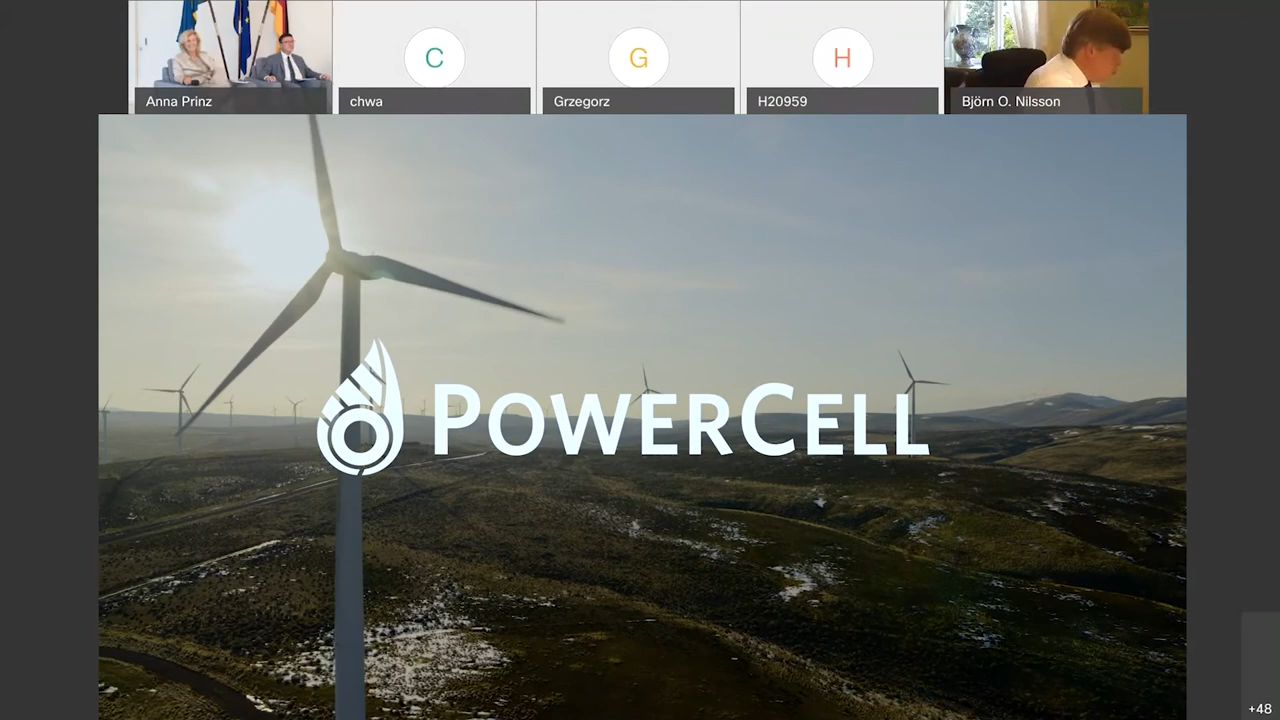 C
G
H
Anna Prinz
chwa
Grzegorz
H20959
Björn O. Nilsson
POWERCELL
+48